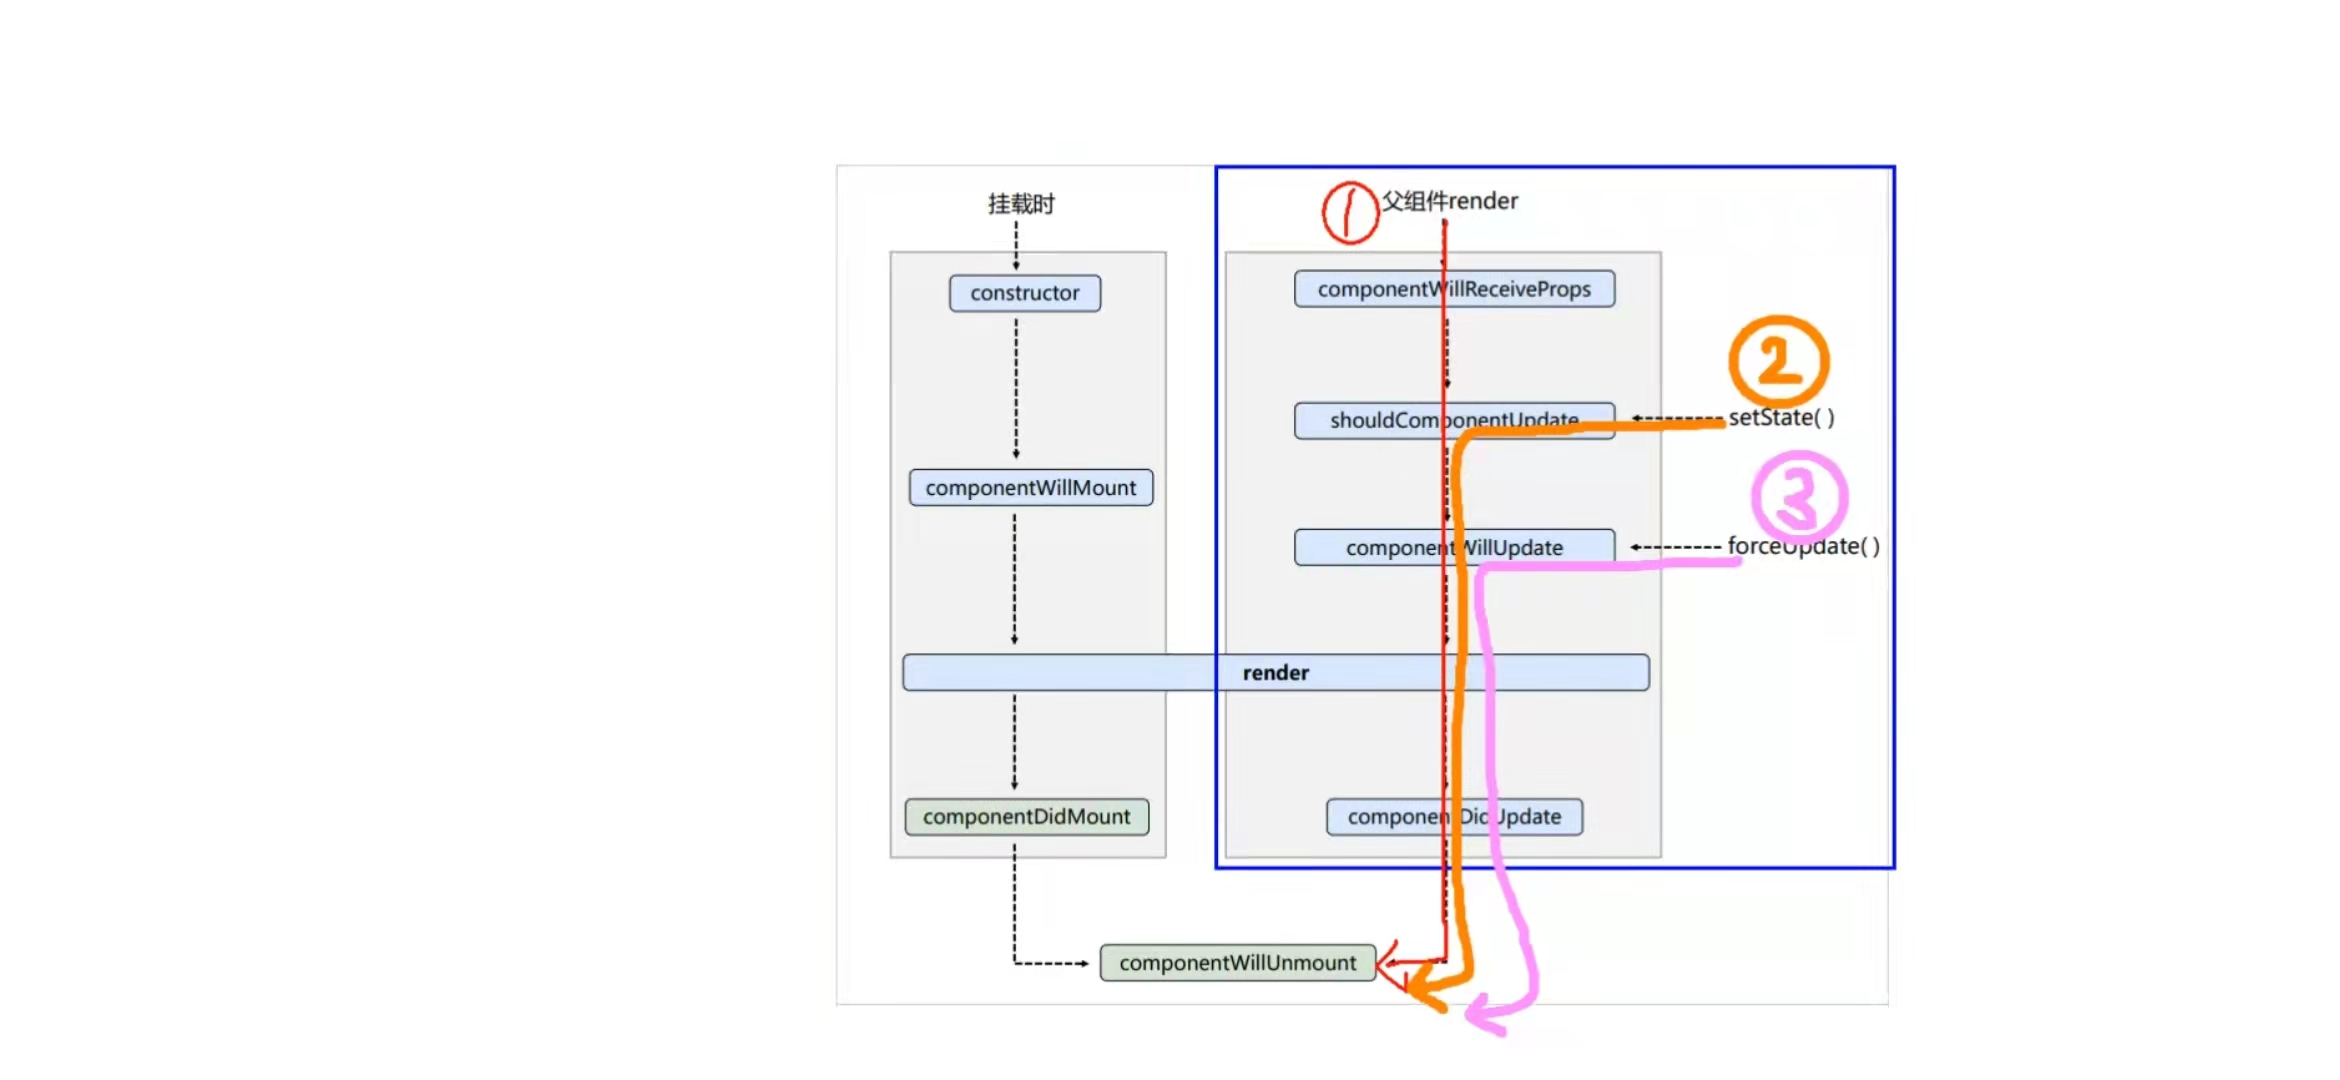 挂载时
constructor
componentWillMount
1
父组件render
componentWillReceiveProps
2
shouldComponentUpdate
setState( )
3
componentWillUpdate
forceUpdate( )
render
componentDidMount
componentDidUpdate
componentWillUnmount